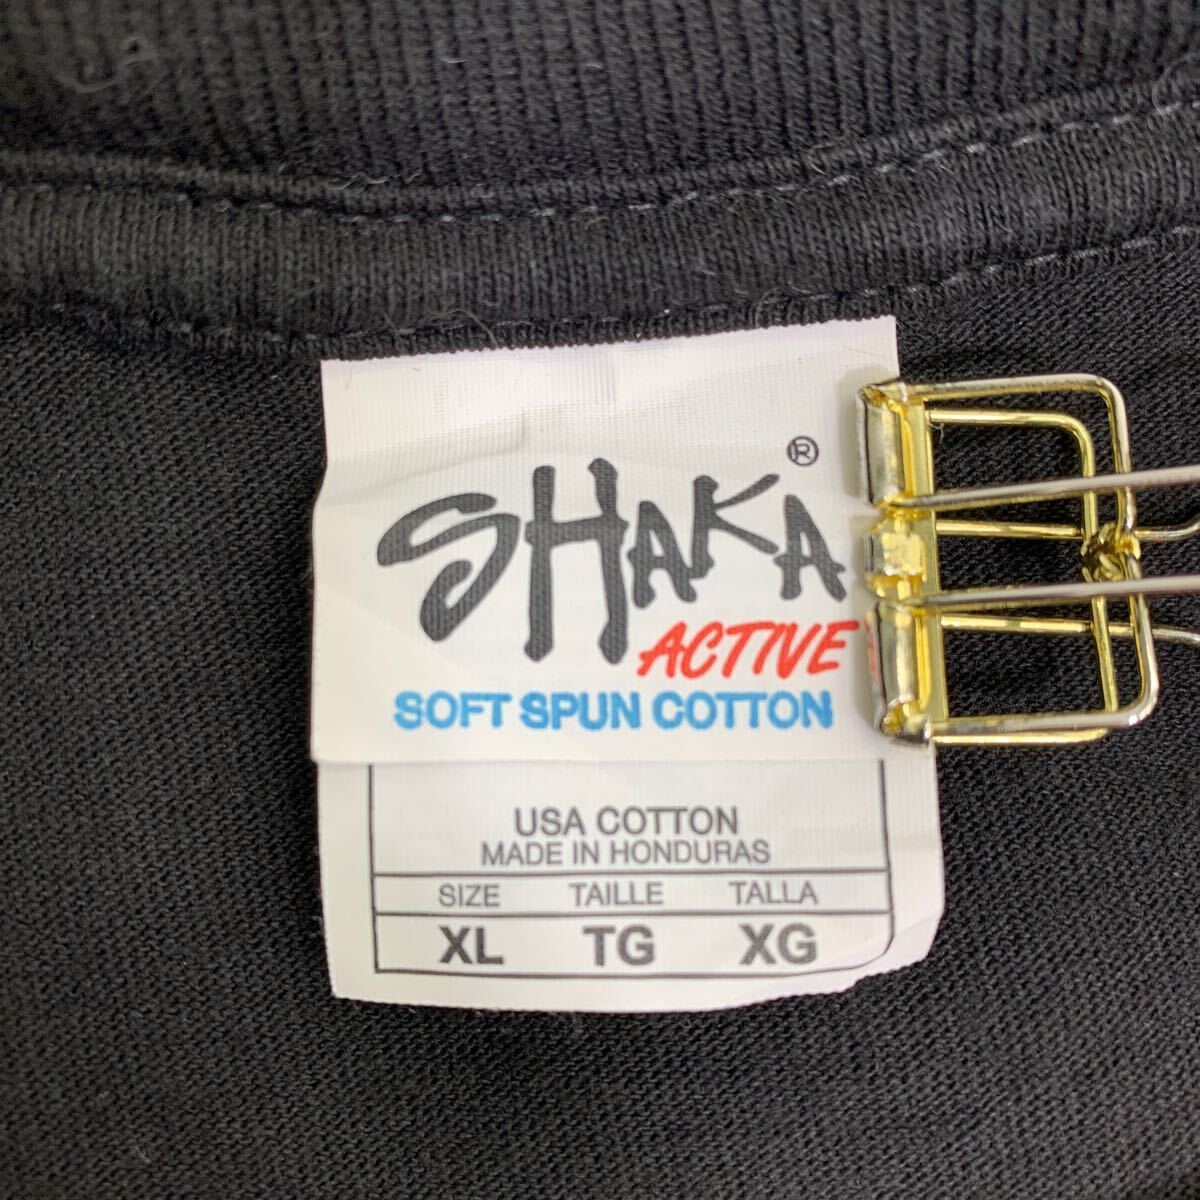 SHAKA®
ACTIVE
SOFT SPUN COTTON
USA COTTON
MADE IN HONDURAS
SIZE TAILLE TALLA
XL TG XG